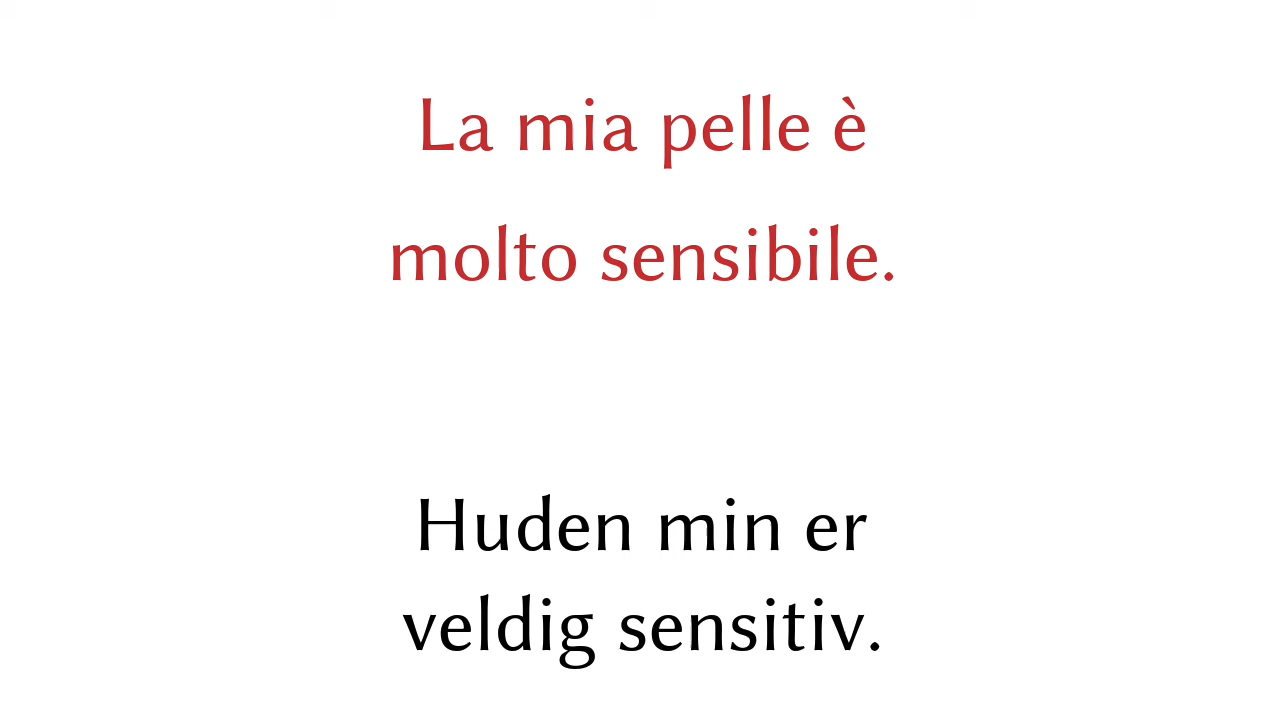 La mia pelle è
molto sensibile.
Huden min er
veldig sensitiv.